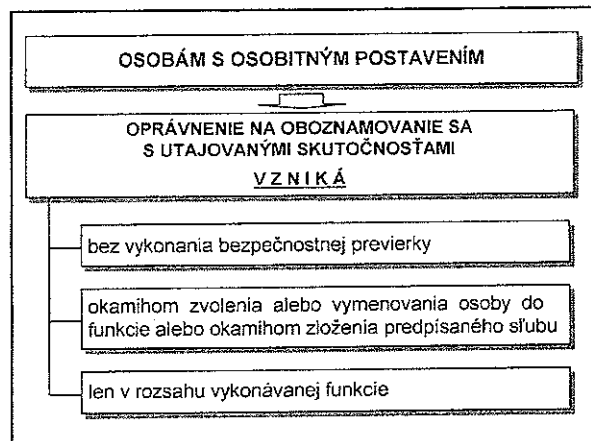 OSOBÁM S OSOBITNÝM POSTAVENÍM
OPRÁVNENIE NA OBOZNAMOVANIE SA
S UTAJOVANÝMI SKUTOČNOSŤAMI
VZNIKÁ
bez vykonania bezpečnostnej previerky
okamihom zvolenia alebo vymenovania osoby do
funkcie alebo okamihom zloženia predpísaného sľubu
len v rozsahu vykonávanej funkcie